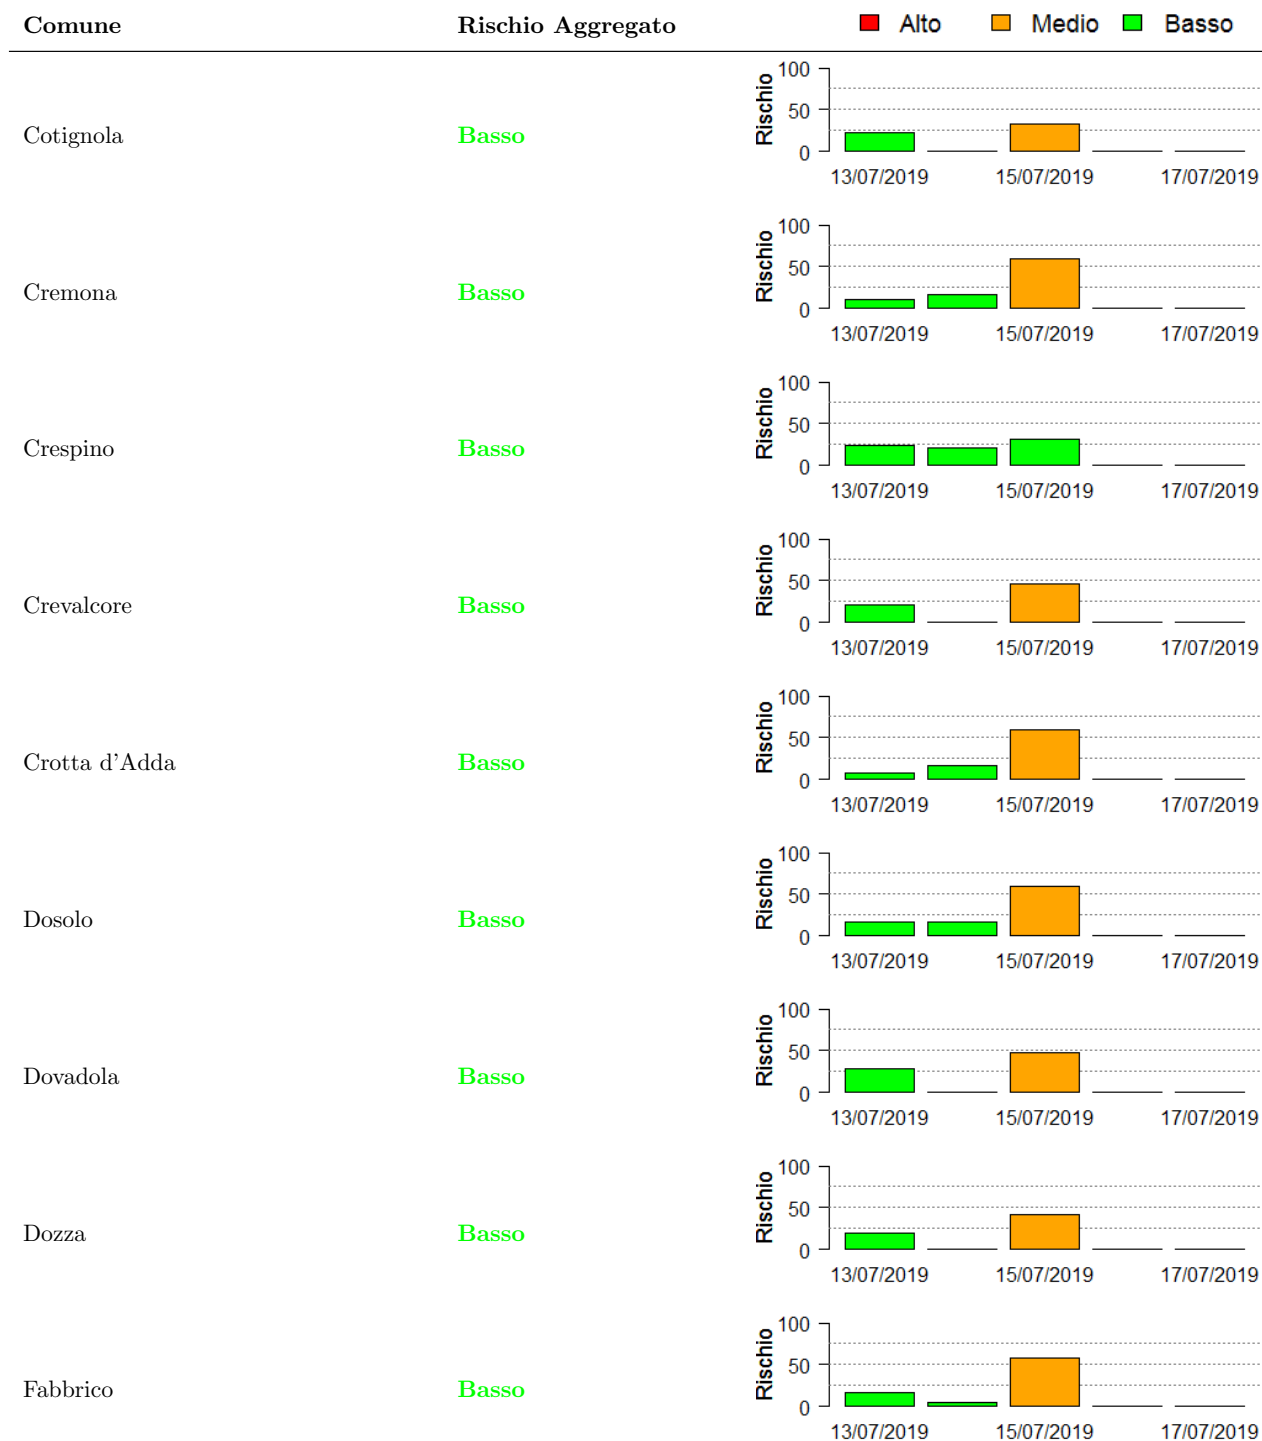 Comune Rischio Aggregato Alto Medio Basso
Cotignola Basso Rischio 100 50 0
13/07/2019 15/07/2019 17/07/2019
Cremona Basso Rischio 100 50 0
13/07/2019 15/07/2019 17/07/2019
Crespino Basso Rischio 100 50 0
13/07/2019 15/07/2019 17/07/2019
Crevalcore Basso Rischio 100 50 0
13/07/2019 15/07/2019 17/07/2019
Crotta d'Adda Basso Rischio 100 50 0
13/07/2019 15/07/2019 17/07/2019
Dosolo Basso Rischio 100 50 0
13/07/2019 15/07/2019 17/07/2019
Dovadola Basso Rischio 100 50 0
13/07/2019 15/07/2019 17/07/2019
Dozza Basso Rischio 100 50 0
13/07/2019 15/07/2019 17/07/2019
Fabbrico Basso Rischio 100 50 0
13/07/2019 15/07/2019 17/07/2019